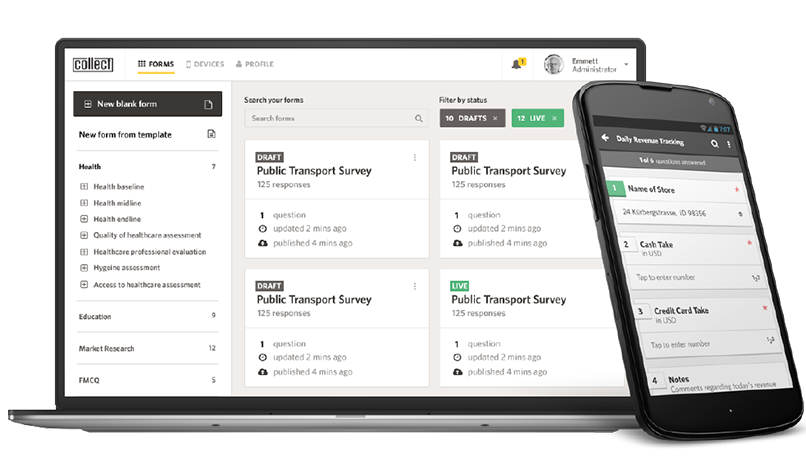 collect
FORMS
DEVICES
PROFILE
1
Emmett
Administrator
New blank form
New form from template
Health 7
Health baseline
Health midline
Health endline
Quality of healthcare assessment
Healthcare professional evaluation
Hygeine assessment
Access to healthcare assessment
Education 9
Market Research 12
FMCQ 5
Search your forms
Search forms
Filter by status
10 DRAFTS ×
12 LIVE ×
DRAFT
Public Transport Survey
125 responses
1 question
updated 2 mins ago
published 4 mins ago
DRAFT
Public Transport Survey
125 responses
1 question
updated 2 mins ago
published 4 mins ago
DRAFT
Public Transport Survey
125 responses
1 question
updated 2 mins ago
published 4 mins ago
LIVE
Public Transport Survey
125 responses
1 question
updated 2 mins ago
published 4 mins ago
7:07
Daily Revenue Tracking
1 of 6 questions answered
1 Name of Store *
24 Kürbergstrasse, ID 98356
2 Cash Take *
in USD
Tap to enter number
3 Credit Card Take *
in USD
Tap to enter number
4 Notes
Comments regarding today's revenue